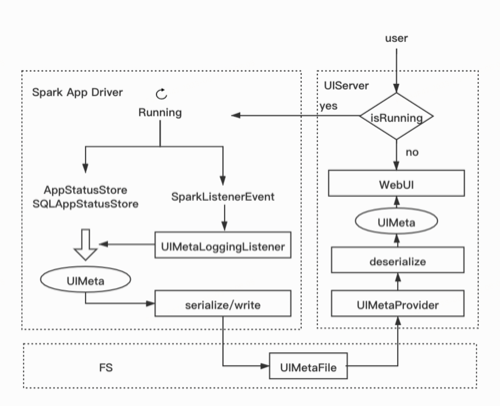 user
Spark App Driver
UIServer
Running
yes
isRunning
no
AppStatusStore
SQLAppStatusStore
SparkListenerEvent
WebUI
UIMeta
UIMetaLoggingListener
deserialize
UIMeta
serialize/write
UIMetaProvider
FS
UIMetaFile